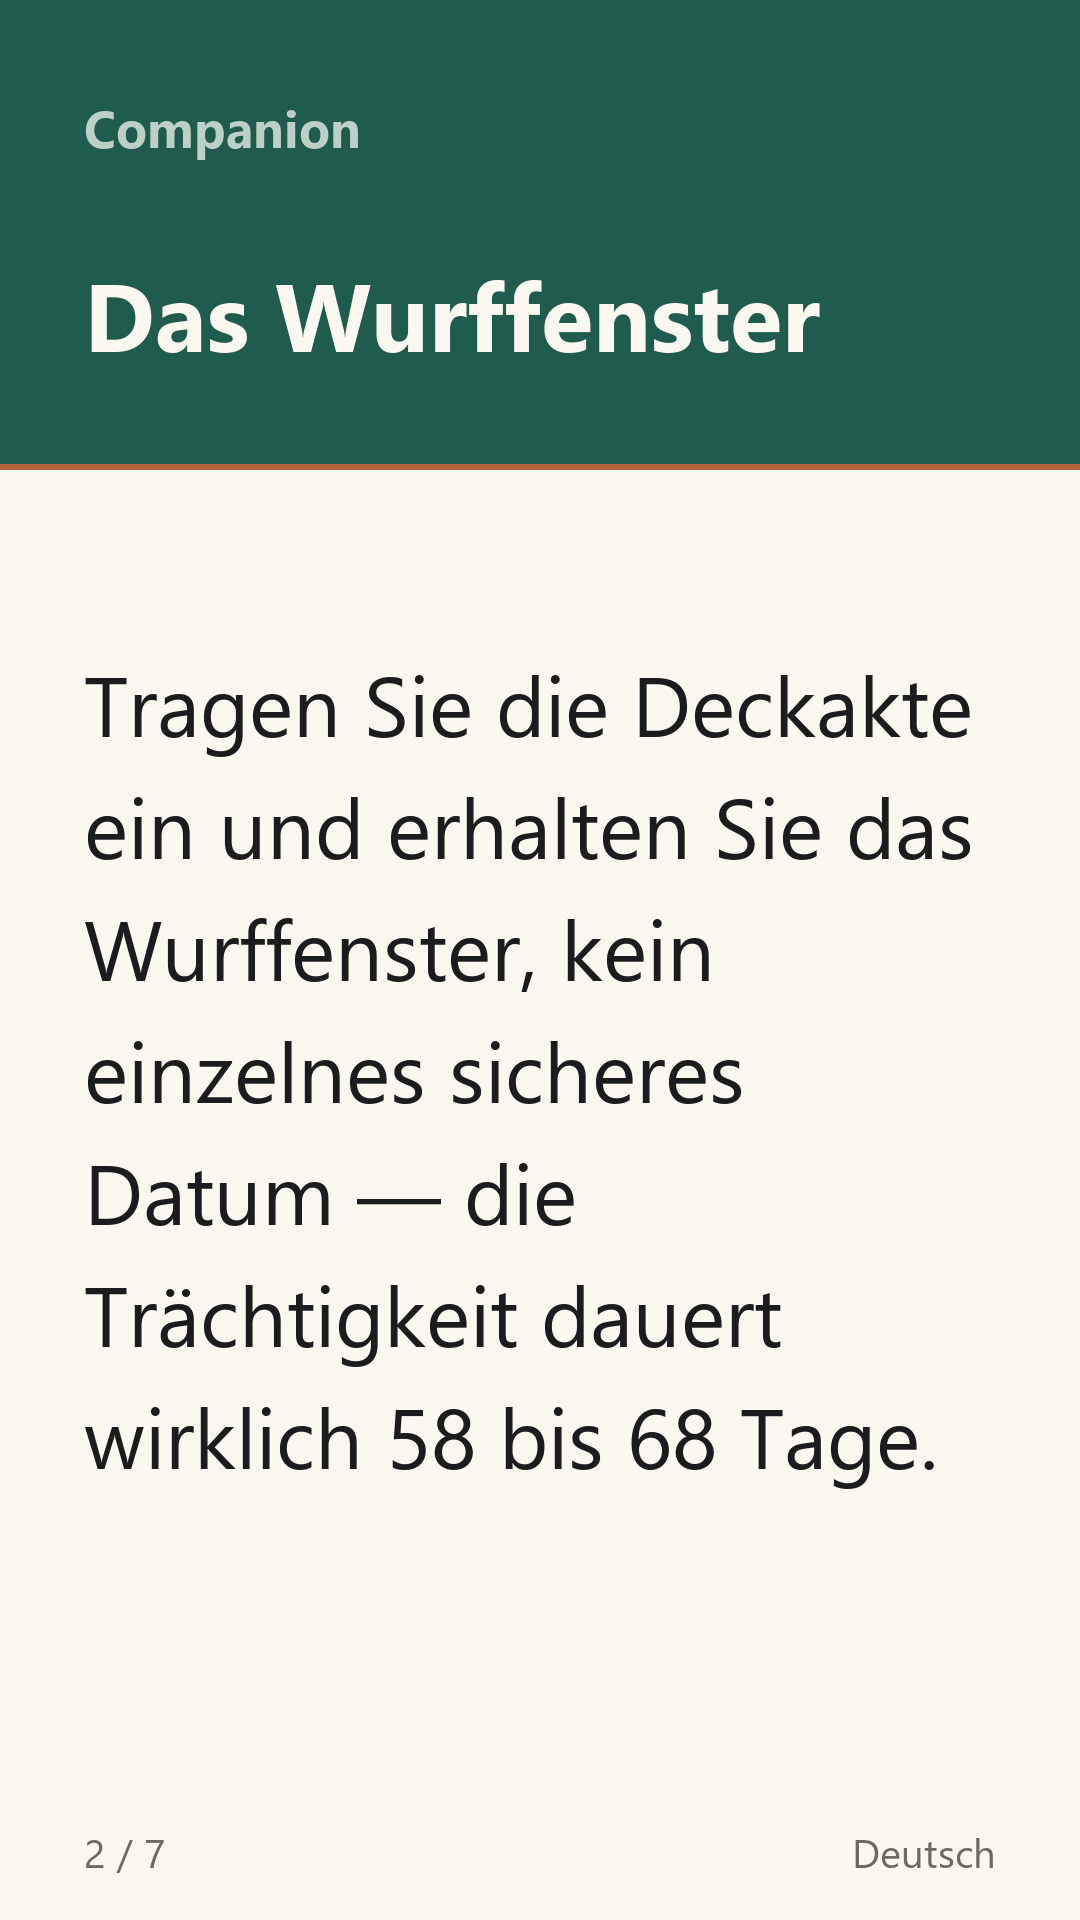 Companion
Das Wurffenster
Tragen Sie die Deckakte
ein und erhalten Sie das
Wurffenster, kein
einzelnes sicheres
Datum — die
Trächtigkeit dauert
wirklich 58 bis 68 Tage.
2 / 7
Deutsch